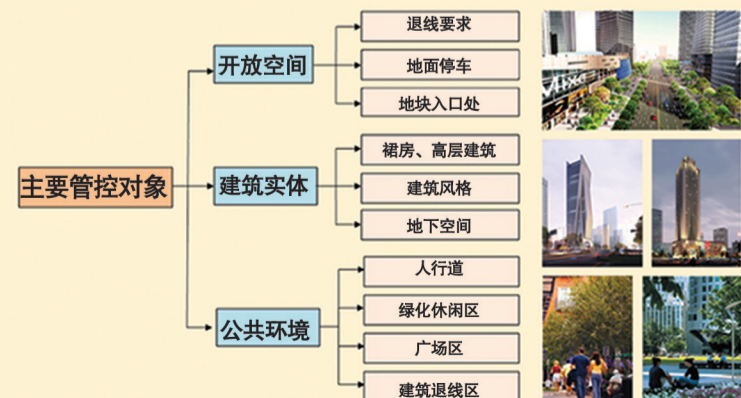 主要管控对象
开放空间
退线要求
地面停车
地块入口处
建筑实体
裙房、高层建筑
建筑风格
地下空间
公共环境
人行道
绿化休闲区
广场区
建筑退线区